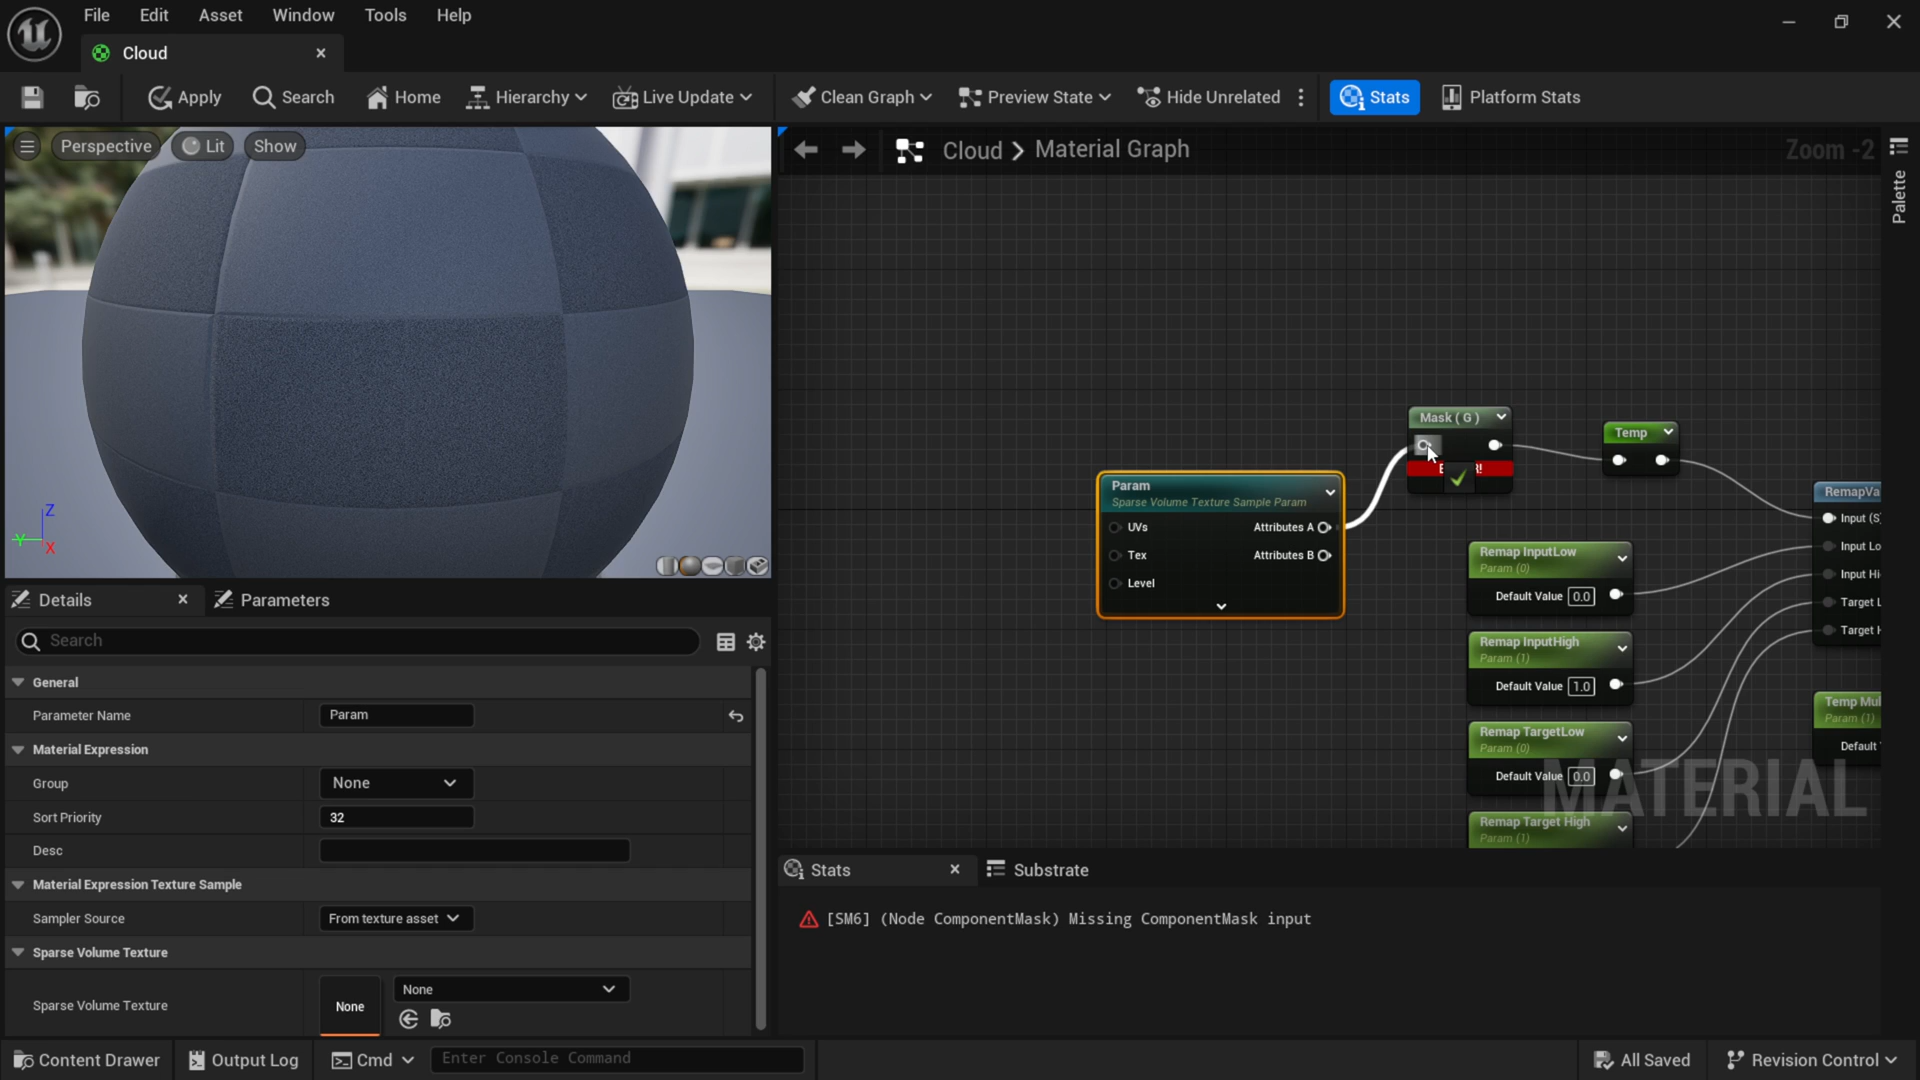 File Edit Asset Window Tools Help
Cloud
Apply Search Home Hierarchy Live Update Clean Graph Preview State Hide Unrelated Stats Platform Stats
Perspective Lit Show
Cloud > Material Graph
Zoom -2
Palette
Z
Y
X
Mask ( G )
Temp
Param
Sparse Volume Texture Sample Param
UVs Attributes A
Tex Attributes B
Level
RemapVa
Input (S
Input Lo
Input Hi
Target L
Target H
Remap InputLow
Param (0)
Default Value 0.0
Remap InputHigh
Param (1)
Default Value 1.0
Remap TargetLow
Param (0)
Default Value 0.0
Remap Target High
Param (1)
Temp Mul
Param (1)
Default
MATERIAL
Details Parameters
Search
General
Parameter Name Param
Material Expression
Group None
Sort Priority 32
Desc
Material Expression Texture Sample
Sampler Source From texture asset
Sparse Volume Texture
Sparse Volume Texture None None
Stats Substrate
[SM6] (Node ComponentMask) Missing ComponentMask input
Content Drawer Output Log Cmd Enter Console Command All Saved Revision Control